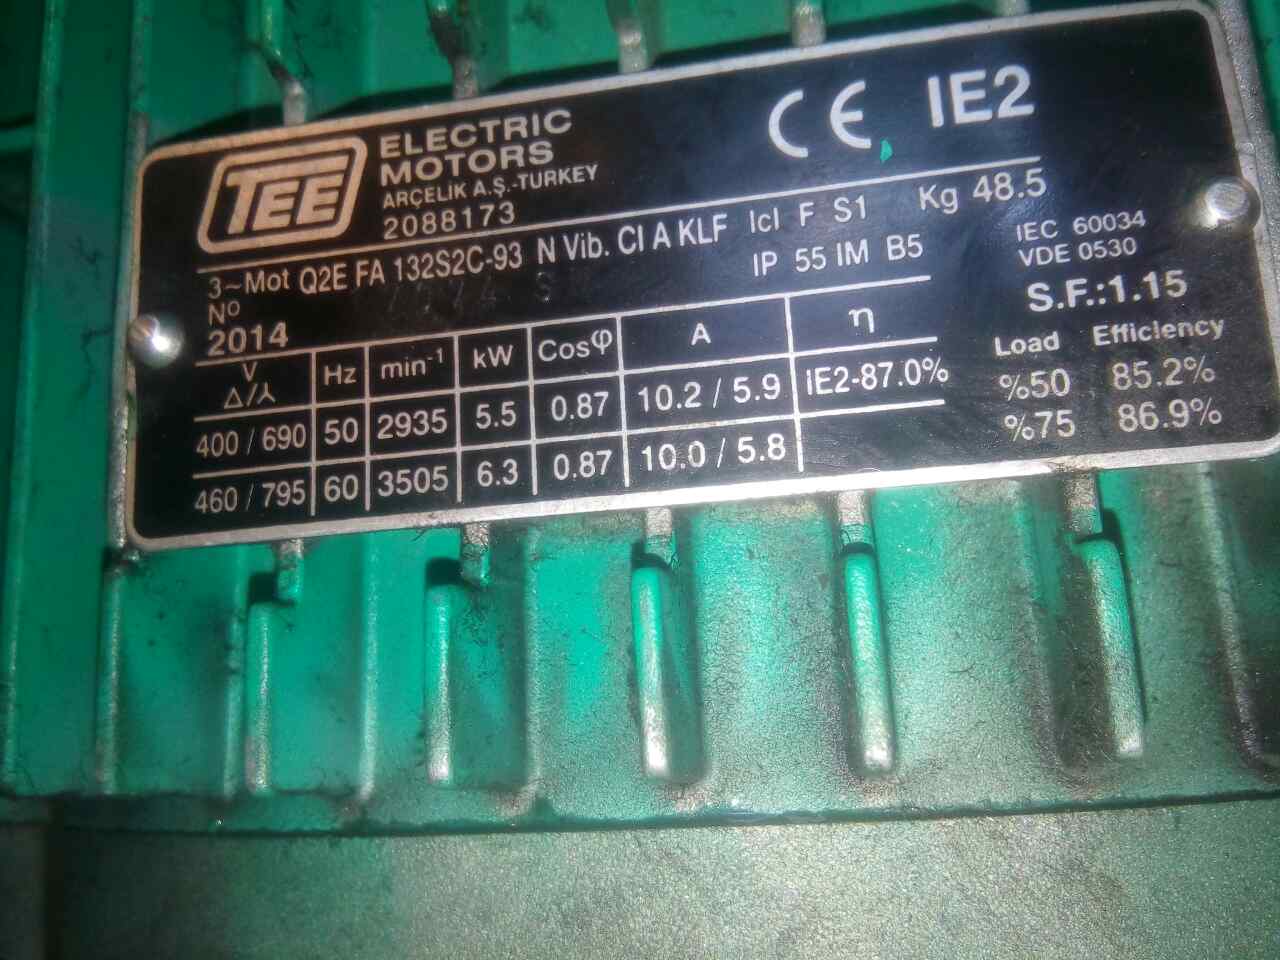 TEE
ELECTRIC
MOTORS
ARÇELİK A.Ş.-TURKEY
2088173
CE IE2
3~Mot Q2E FA 132S2C-93 N Vib. Cl A KLF Icl F S1 Kg 48.5
Nº
IP 55 IM B5
IEC 60034
VDE 0530
2014
S.F.:1.15
V Δ/⅄ Hz min⁻¹ kW Cosφ A η
400 / 690 50 2935 5.5 0.87 10.2 / 5.9 IE2-87.0%
460 / 795 60 3505 6.3 0.87 10.0 / 5.8
Load Efficiency
%50 85.2%
%75 86.9%